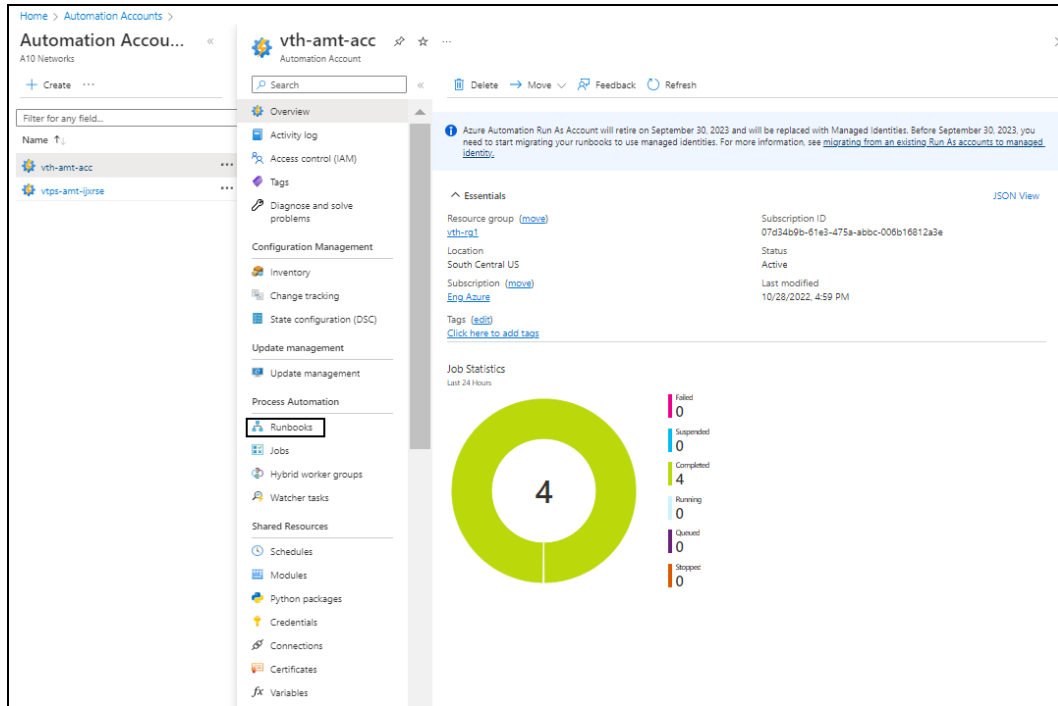 Home > Automation Accounts >
Automation Accou...
A10 Networks
Create
Filter for any field...
Name
vth-amt-acc
vtps-amt-ijxrse
vth-amt-acc
Automation Account
Search
Overview
Activity log
Access control (IAM)
Tags
Diagnose and solve
problems
Configuration Management
Inventory
Change tracking
State configuration (DSC)
Update management
Update management
Process Automation
Runbooks
Jobs
Hybrid worker groups
Watcher tasks
Shared Resources
Schedules
Modules
Python packages
Credentials
Connections
Certificates
Variables
Delete Move Feedback Refresh
Azure Automation Run As Account will retire on September 30, 2023 and will be replaced with Managed Identities. Before September 30, 2023, you
need to start migrating your runbooks to use managed identities. For more information, see migrating from an existing Run As accounts to managed
identity.
Essentials
JSON View
Resource group (move)
vth-rg1
Location
South Central US
Subscription (move)
Eng Azure
Tags (edit)
Click here to add tags
Subscription ID
07d34b9b-61e3-475a-abbc-006b16812a3e
Status
Active
Last modified
10/28/2022, 4:59 PM
Job Statistics
Last 24 Hours
4
Failed
0
Suspended
0
Completed
4
Running
0
Queued
0
Stopped
0